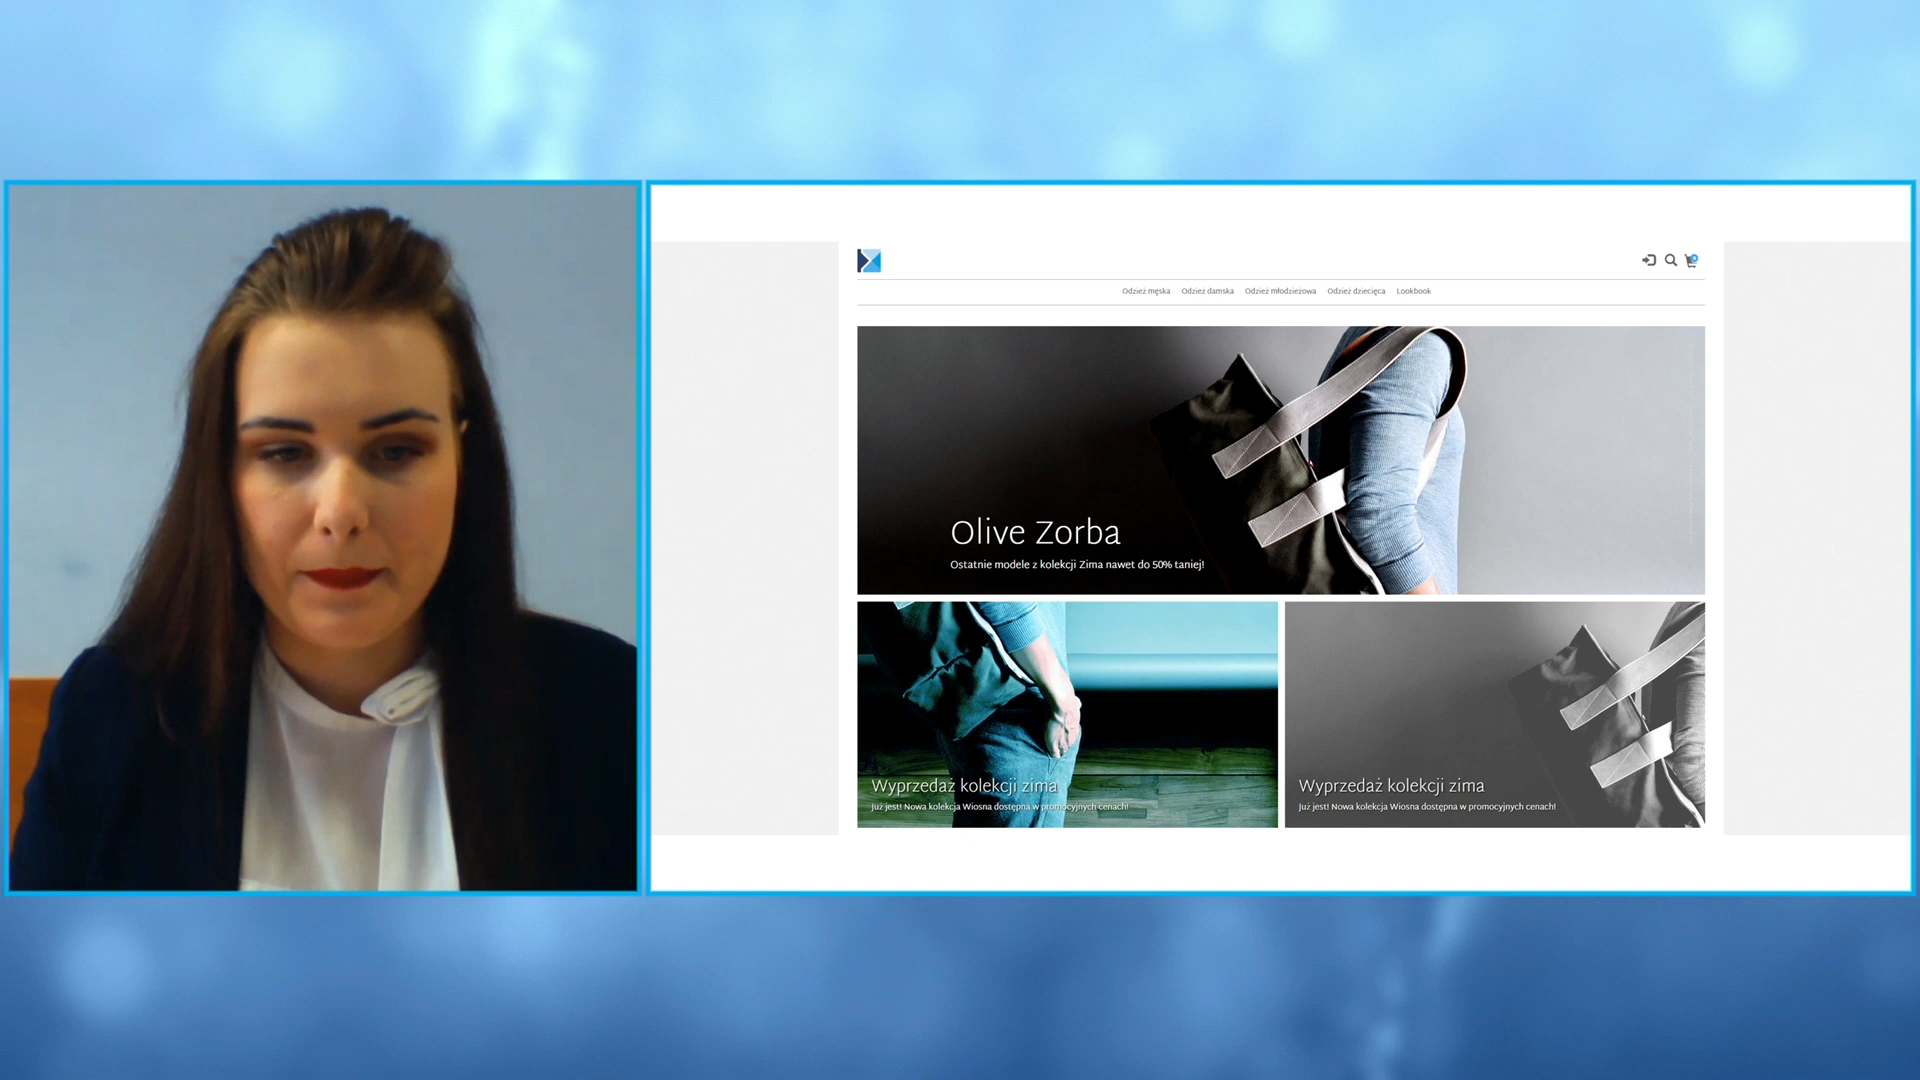 Odzież męska Odzież damska Odzież młodzieżowa Odzież dziecięca Lookbook
Olive Zorba
Ostatnie modele z kolekcji Zima nawet do 50% taniej!
Wyprzedaż kolekcji zima
Już jest! Nowa kolekcja Wiosna dostępna w promocyjnych cenach!
Wyprzedaż kolekcji zima
Już jest! Nowa kolekcja Wiosna dostępna w promocyjnych cenach!